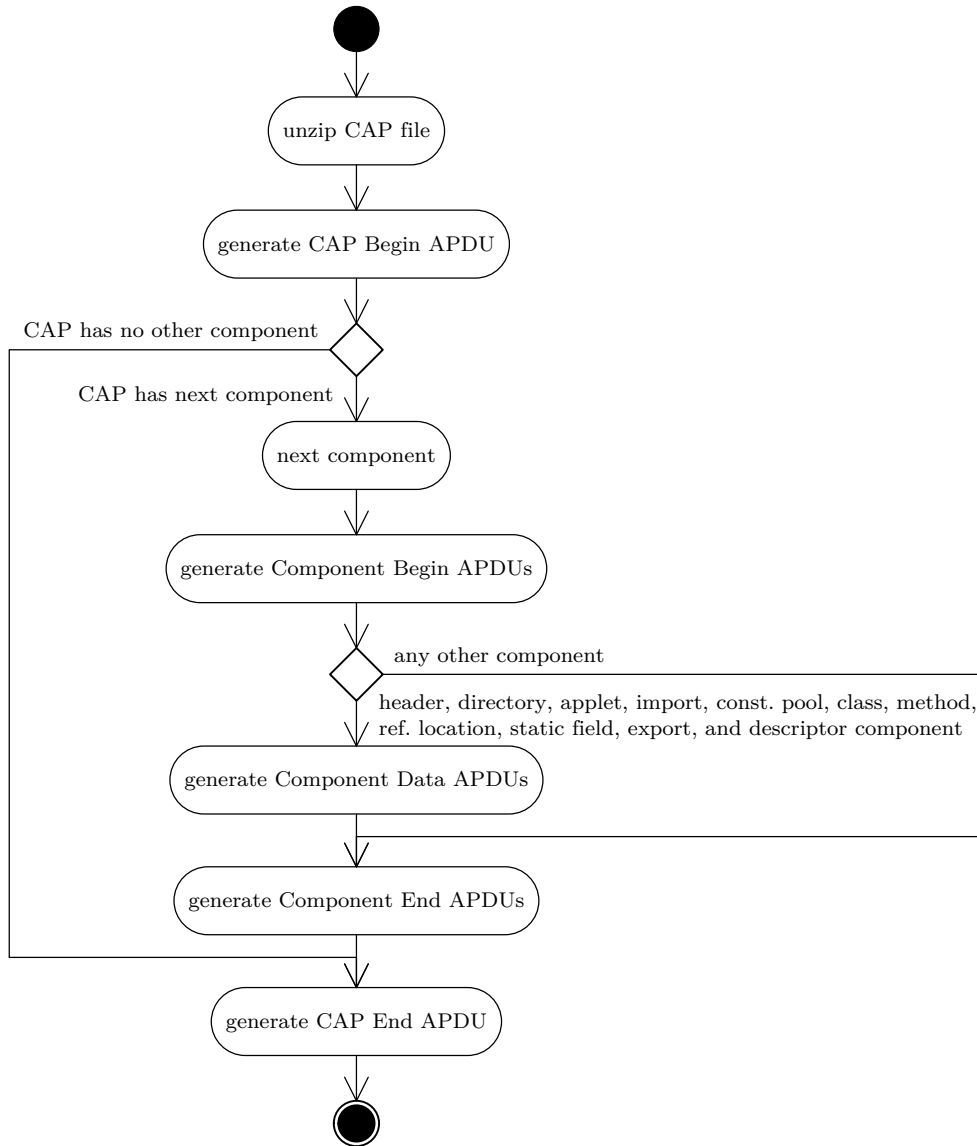 unzip CAP file
generate CAP Begin APDU
CAP has no other component
CAP has next component
next component
generate Component Begin APDUs
any other component
header, directory, applet, import, const. pool, class, method,
ref. location, static field, export, and descriptor component
generate Component Data APDUs
generate Component End APDUs
generate CAP End APDU